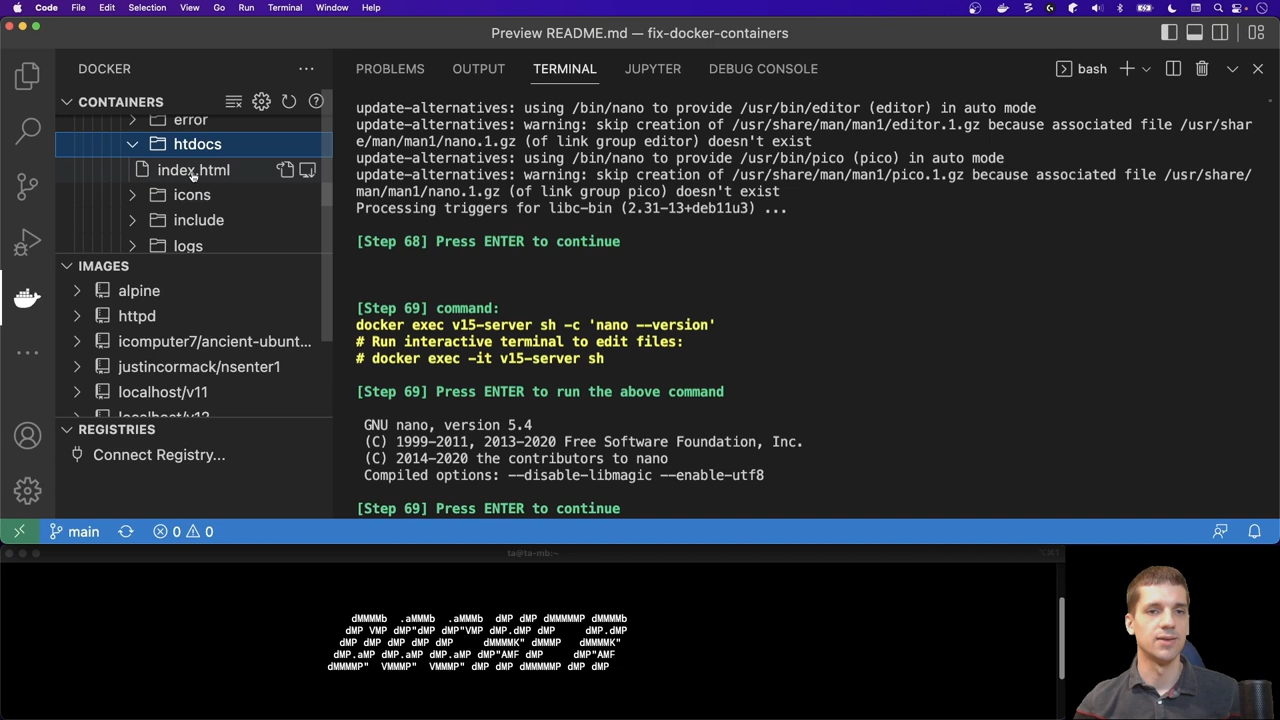 Code File Edit Selection View Go Run Terminal Window Help
Preview README.md — fix-docker-containers
DOCKER
CONTAINERS
error
htdocs
index.html
icons
include
logs
IMAGES
alpine
httpd
icomputer7/ancient-ubunt...
justincormack/nsenter1
localhost/v11
localhost/v12
REGISTRIES
Connect Registry...
PROBLEMS OUTPUT TERMINAL JUPYTER DEBUG CONSOLE bash
update-alternatives: using /bin/nano to provide /usr/bin/editor (editor) in auto mode
update-alternatives: warning: skip creation of /usr/share/man/man1/editor.1.gz because associated file /usr/shar
e/man/man1/nano.1.gz (of link group editor) doesn't exist
update-alternatives: using /bin/nano to provide /usr/bin/pico (pico) in auto mode
update-alternatives: warning: skip creation of /usr/share/man/man1/pico.1.gz because associated file /usr/share/
man/man1/nano.1.gz (of link group pico) doesn't exist
Processing triggers for libc-bin (2.31-13+deb11u3) ...
[Step 68] Press ENTER to continue
[Step 69] command:
docker exec v15-server sh -c 'nano --version'
# Run interactive terminal to edit files:
# docker exec -it v15-server sh
[Step 69] Press ENTER to run the above command
GNU nano, version 5.4
(C) 1999-2011, 2013-2020 Free Software Foundation, Inc.
(C) 2014-2020 the contributors to nano
Compiled options: --disable-libmagic --enable-utf8
[Step 69] Press ENTER to continue
main 0 0
ta@ta-mb:~